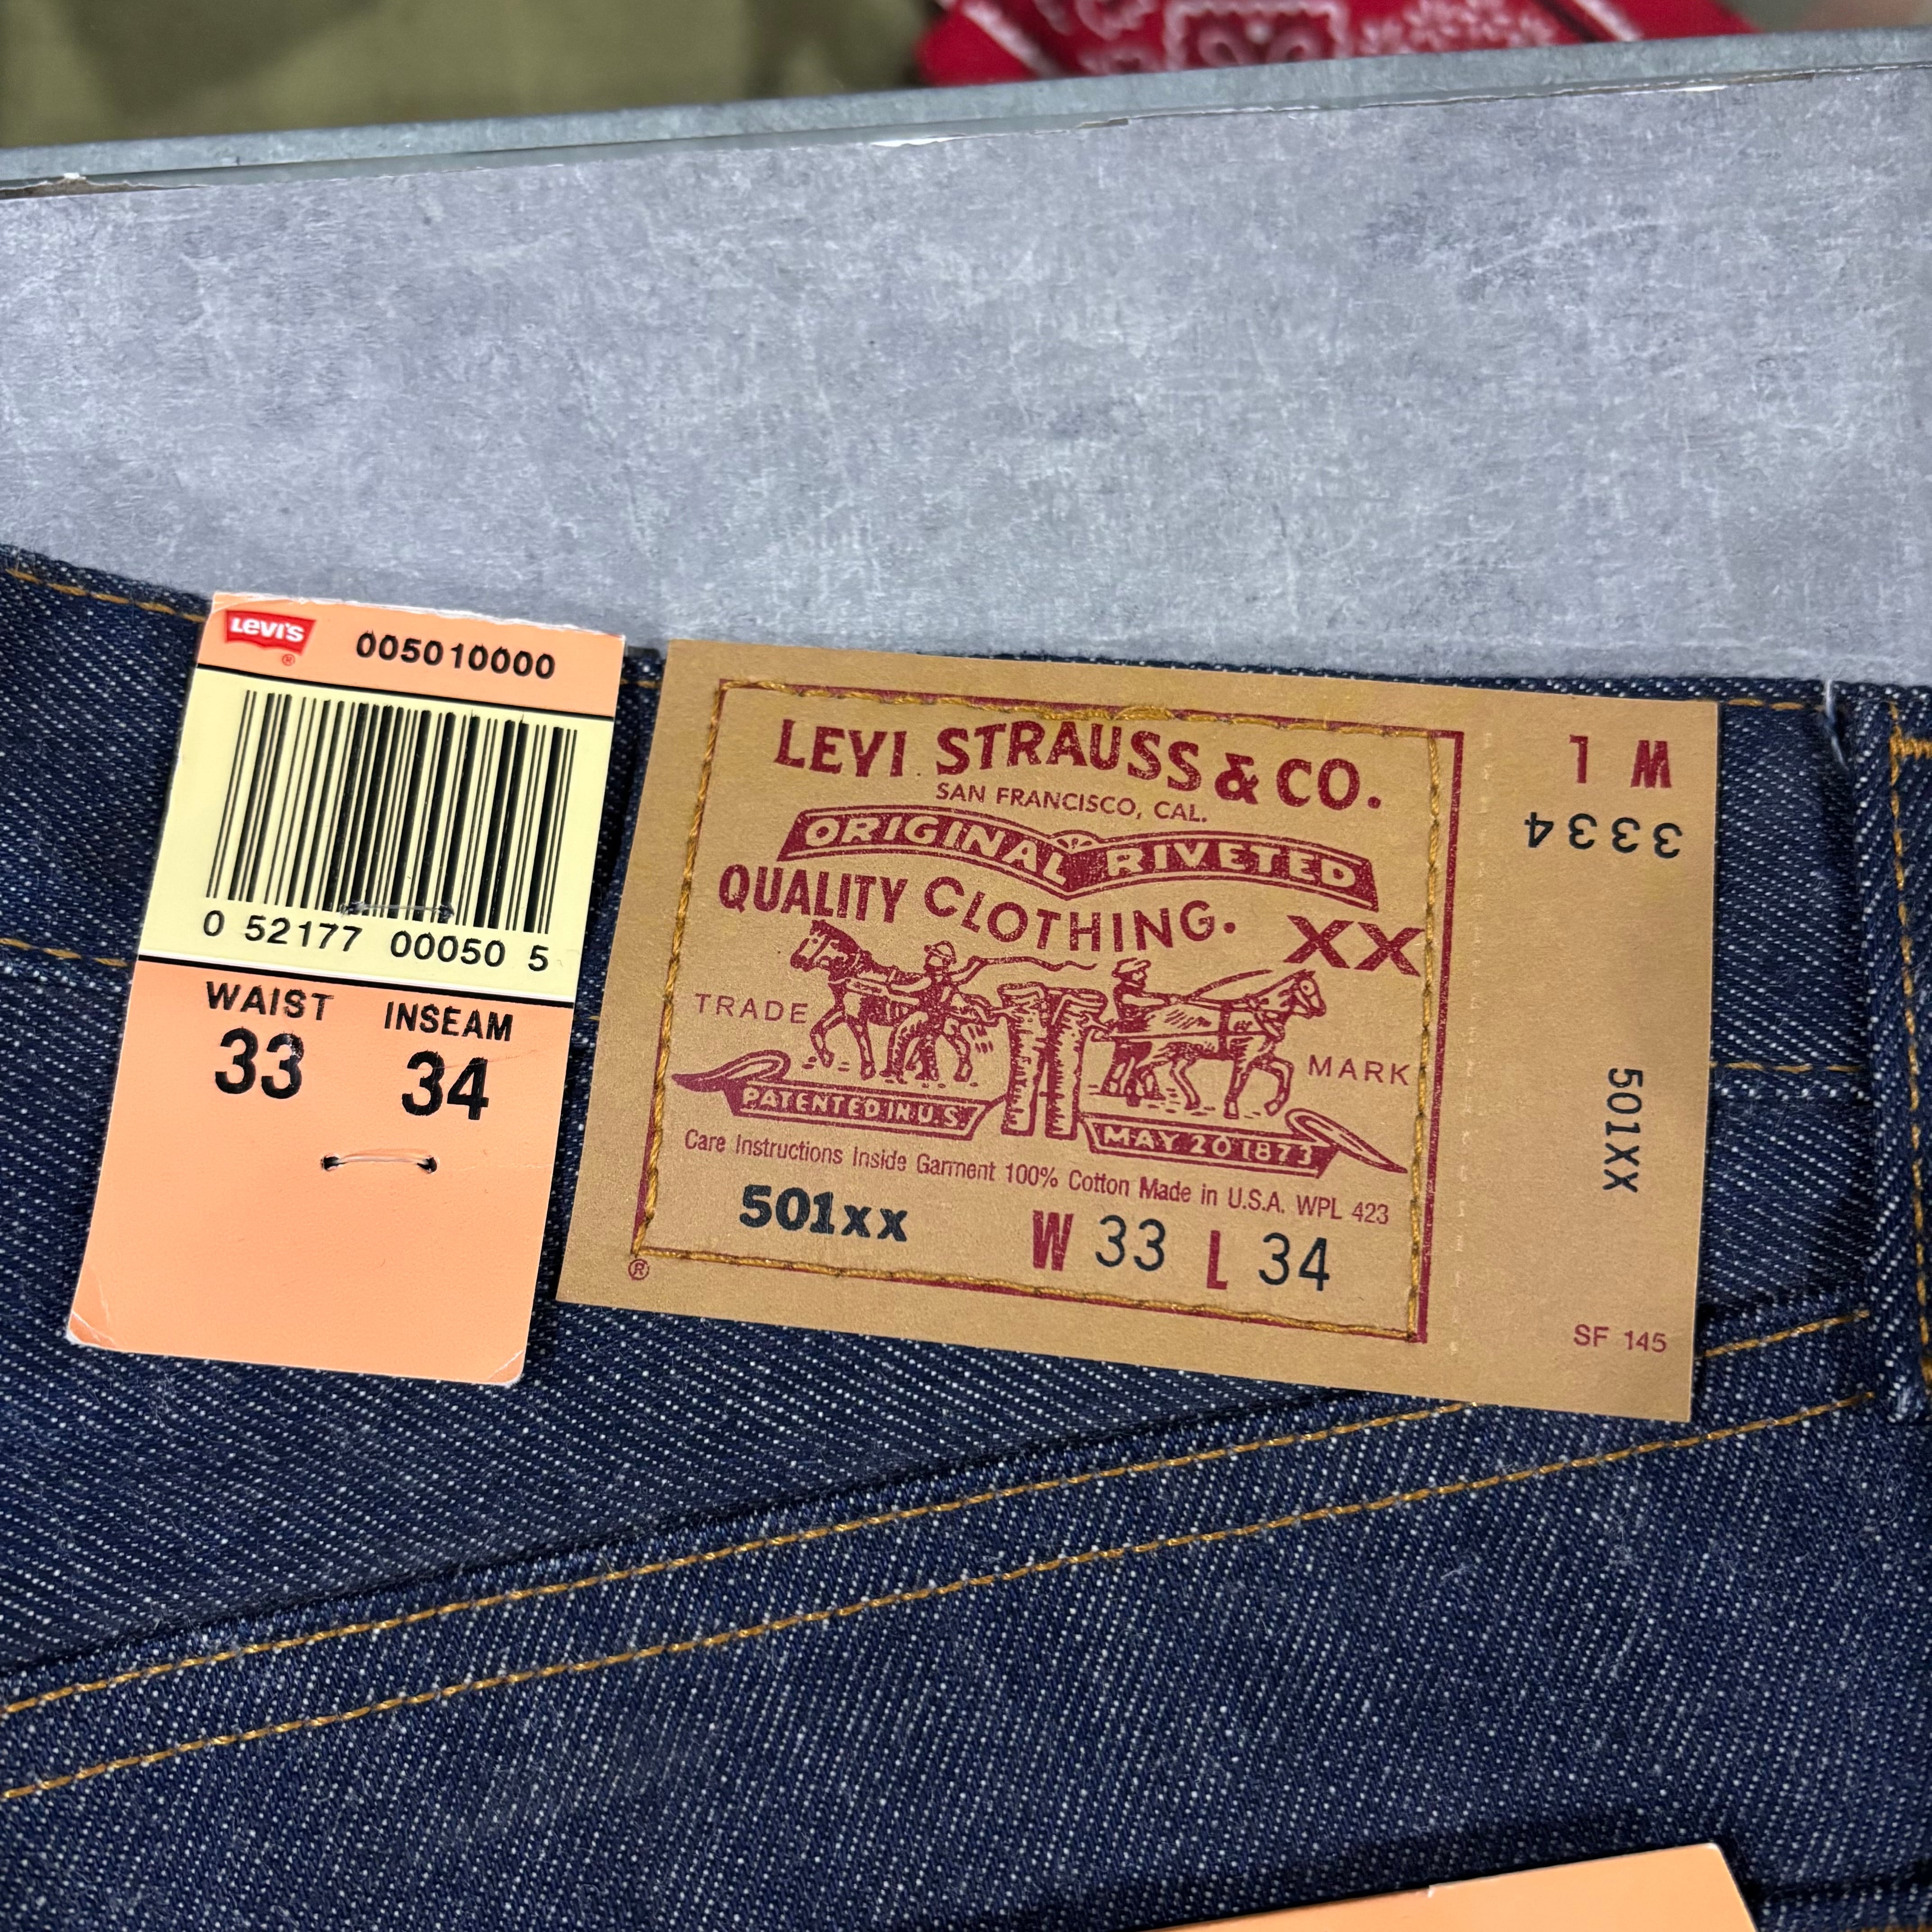 LEVI'S ® 005010000
0 52177 00050 5
WAIST INSEAM
33 34
LEVI STRAUSS & CO.
SAN FRANCISCO, CAL.
ORIGINAL RIVETED
QUALITY CLOTHING.
XX
TRADE MARK
PATENTED IN U.S.
MAY 20 1873
Care Instructions Inside Garment 100% Cotton Made in U.S.A. WPL 423
501xx W 33 L 34
®
W L
3334
501XX
SF 145